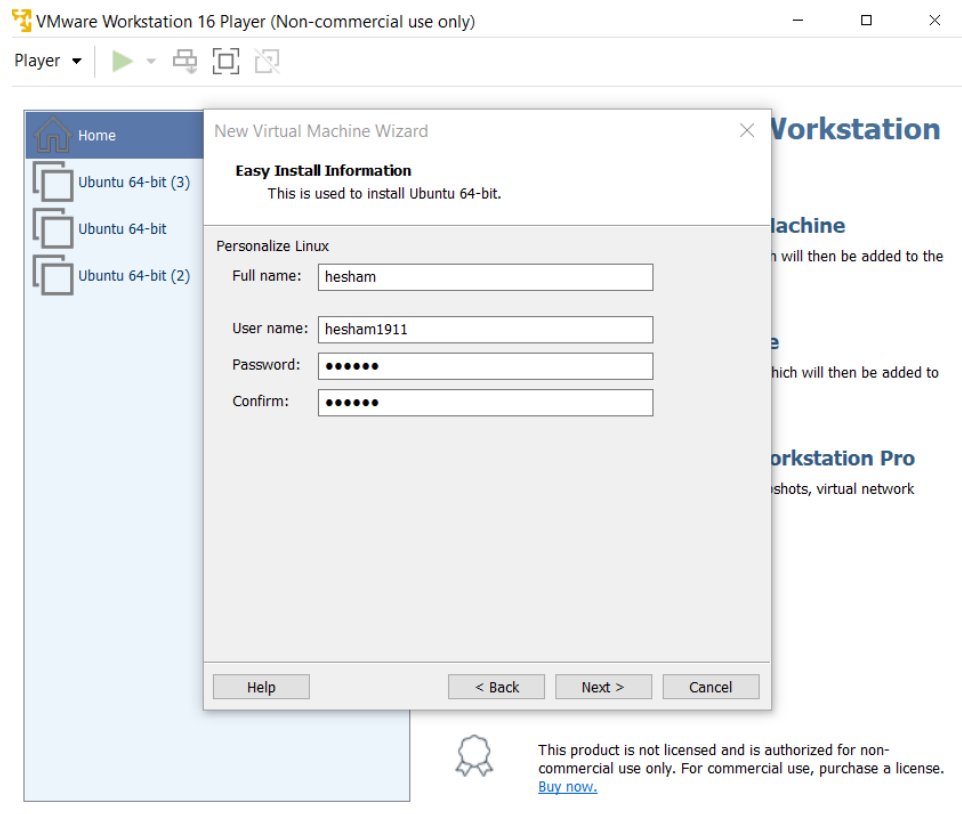 VMware Workstation 16 Player (Non-commercial use only)
Player
Home
Ubuntu 64-bit (3)
Ubuntu 64-bit
Ubuntu 64-bit (2)
New Virtual Machine Wizard
Easy Install Information
This is used to install Ubuntu 64-bit.
Personalize Linux
Full name: hesham
User name: hesham1911
Password: ●●●●●●
Confirm: ●●●●●●
Help < Back Next > Cancel
Workstation
will then be added to the
which will then be added to
Workstation Pro
virtual network
This product is not licensed and is authorized for non-
commercial use only. For commercial use, purchase a license.
Buy now.